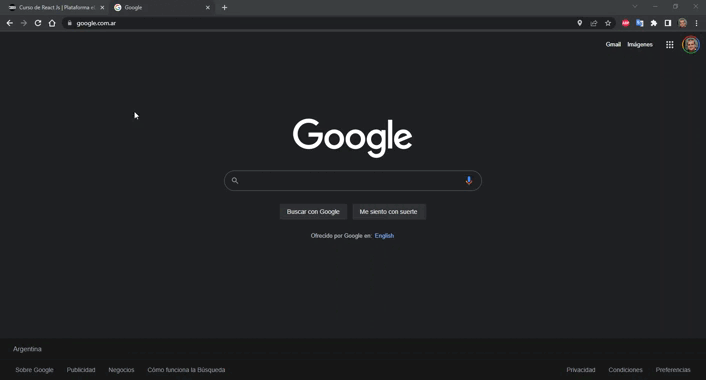 Curso de React Js | Plataforma el
Google
google.com.ar
Gmail Imágenes
Google
Buscar con Google Me siento con suerte
Ofrecido por Google en: English
Argentina
Sobre Google Publicidad Negocios Cómo funciona la Búsqueda Privacidad Condiciones Preferencias